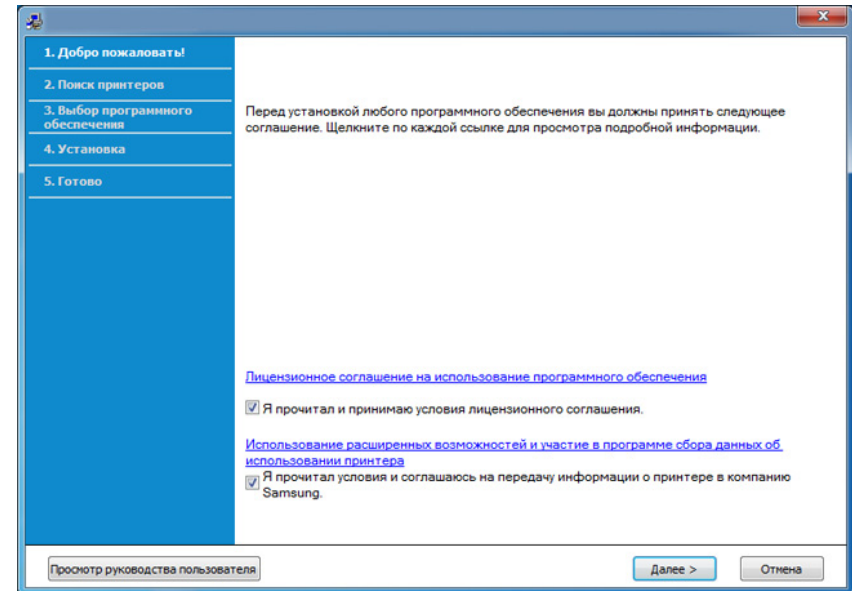 1. Добро пожаловать!
2. Поиск принтеров
3. Выбор программного
обеспечения
4. Установка
5. Готово
Перед установкой любого программного обеспечения вы должны принять следующее
соглашение. Щелкните по каждой ссылке для просмотра подробной информации.
Лицензионное соглашение на использование программного обеспечения
Я прочитал и принимаю условия лицензионного соглашения.
Использование расширенных возможностей и участие в программе сбора данных об
использовании принтера
Я прочитал условия и соглашаюсь на передачу информации о принтере в компанию
Samsung.
Просмотр руководства пользователя
Далее >
Отмена